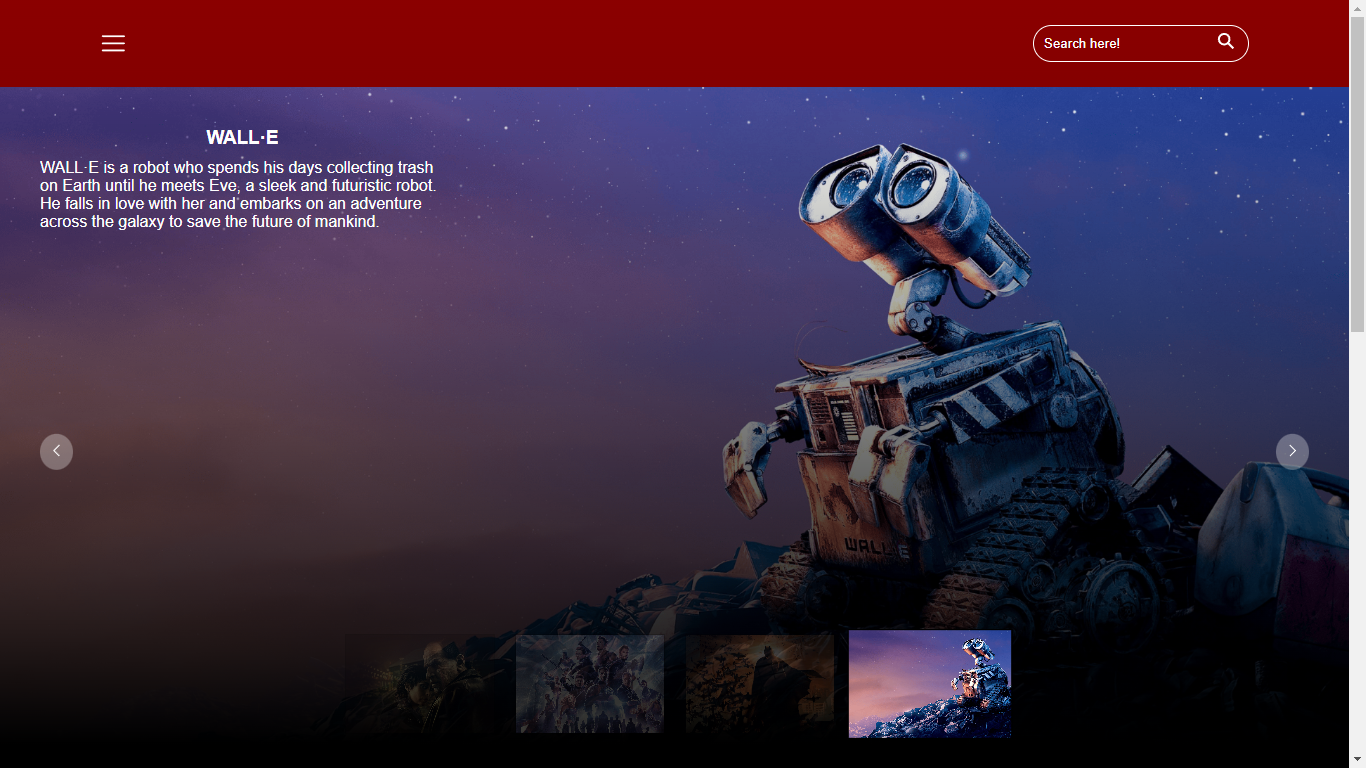 Search here!
WALL·E
WALL·E is a robot who spends his days collecting trash
on Earth until he meets Eve, a sleek and futuristic robot.
He falls in love with her and embarks on an adventure
across the galaxy to save the future of mankind.
WALL·E